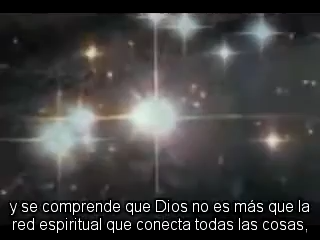 y se comprende que Dios no es más que la
red espiritual que conecta todas las cosas,